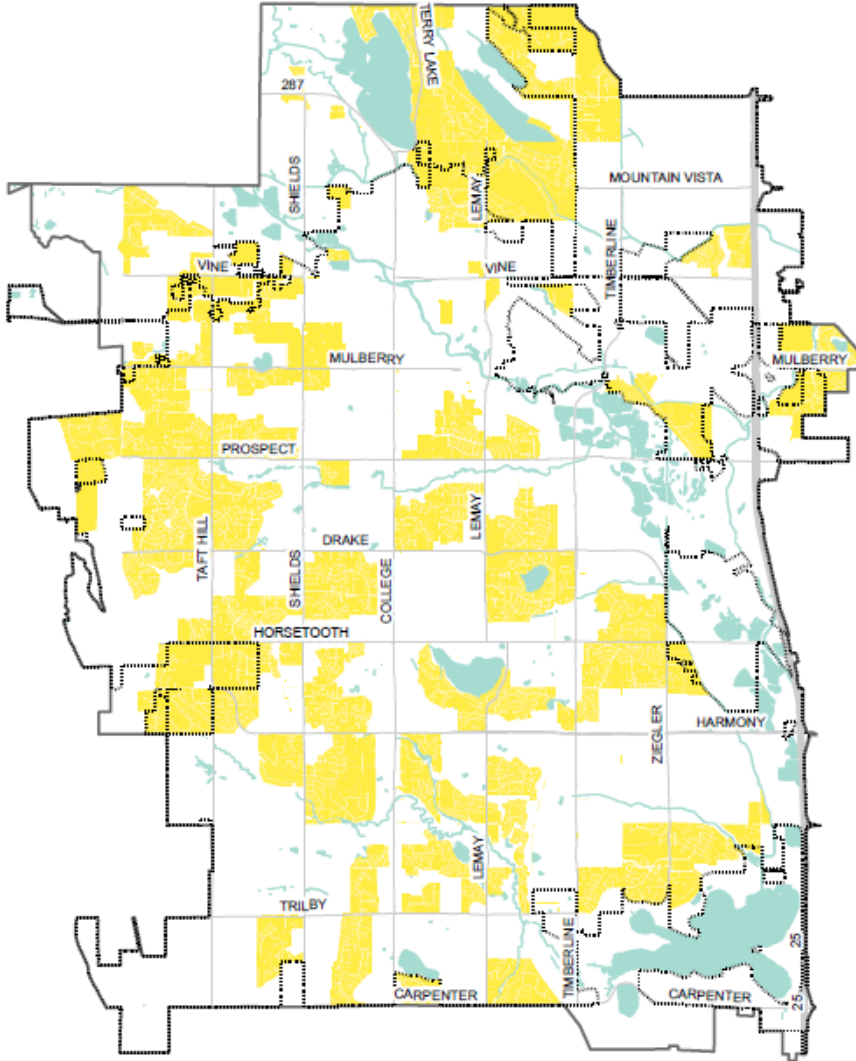 TERRY LAKE
287
SHIELDS
LEMAY
MOUNTAIN VISTA
VINE
VINE
TIMBERLINE
MULBERRY
MULBERRY
25
PROSPECT
TAFT HILL
LEMAY
DRAKE
SHIELDS
COLLEGE
HORSETOOTH
ZIEGLER
HARMONY
LEMAY
TRILBY
TIMBERLINE
25
CARPENTER
CARPENTER
25